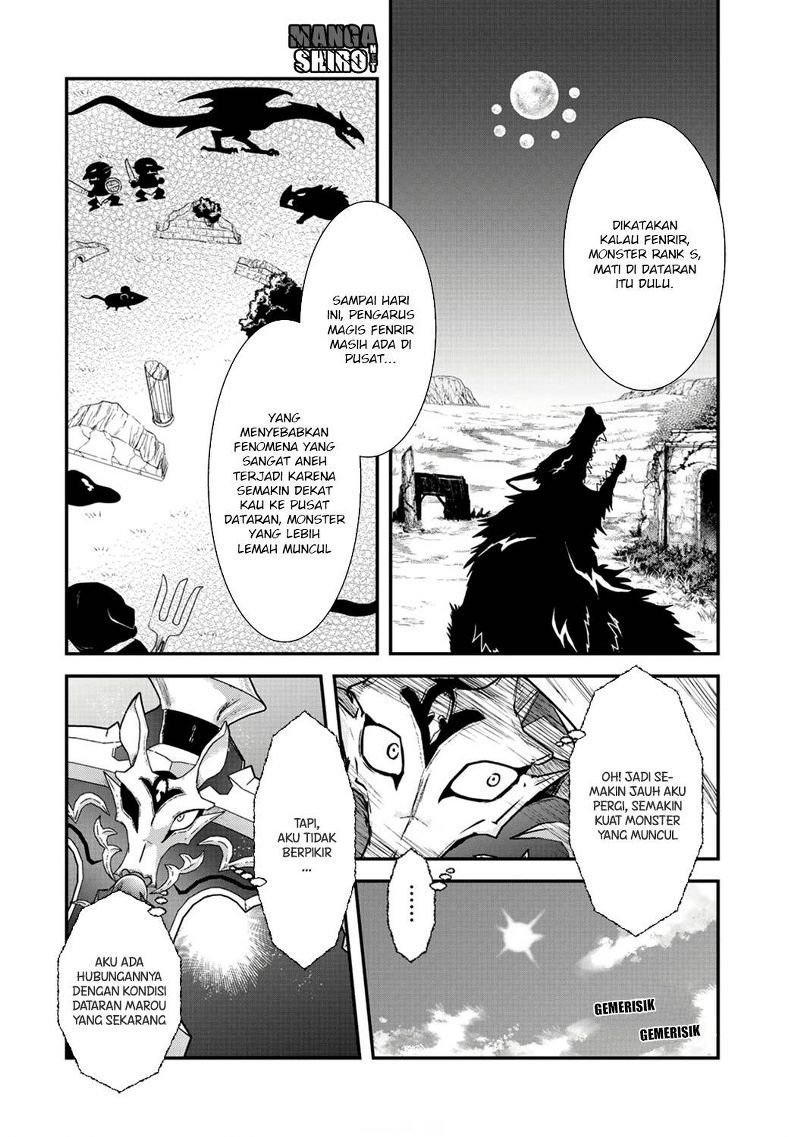 MANGA
SHIRO
NET
DIKATAKAN
KALAU FENRIR,
MONSTER RANK S,
MATI DI DATARAN
ITU DULU.
SAMPAI HARI
INI, PENGARUS
MAGIS FENRIR
MASIH ADA DI
PUSAT...
YANG
MENYEBABKAN
FENOMENA YANG
SANGAT ANEH
TERJADI KARENA
SEMAKIN DEKAT
KAU KE PUSAT
DATARAN, MONSTER
YANG LEBIH
LEMAH MUNCUL
OH! JADI SE-
MAKIN JAUH AKU
PERGI, SEMAKIN
KUAT MONSTER
YANG MUNCUL
......
TAPI,
AKU TIDAK
BERPIKIR
...
AKU ADA
HUBUNGANNYA
DENGAN KONDISI
DATARAN MAROU
YANG SEKARANG
GEMERISIK
GEMERISIK